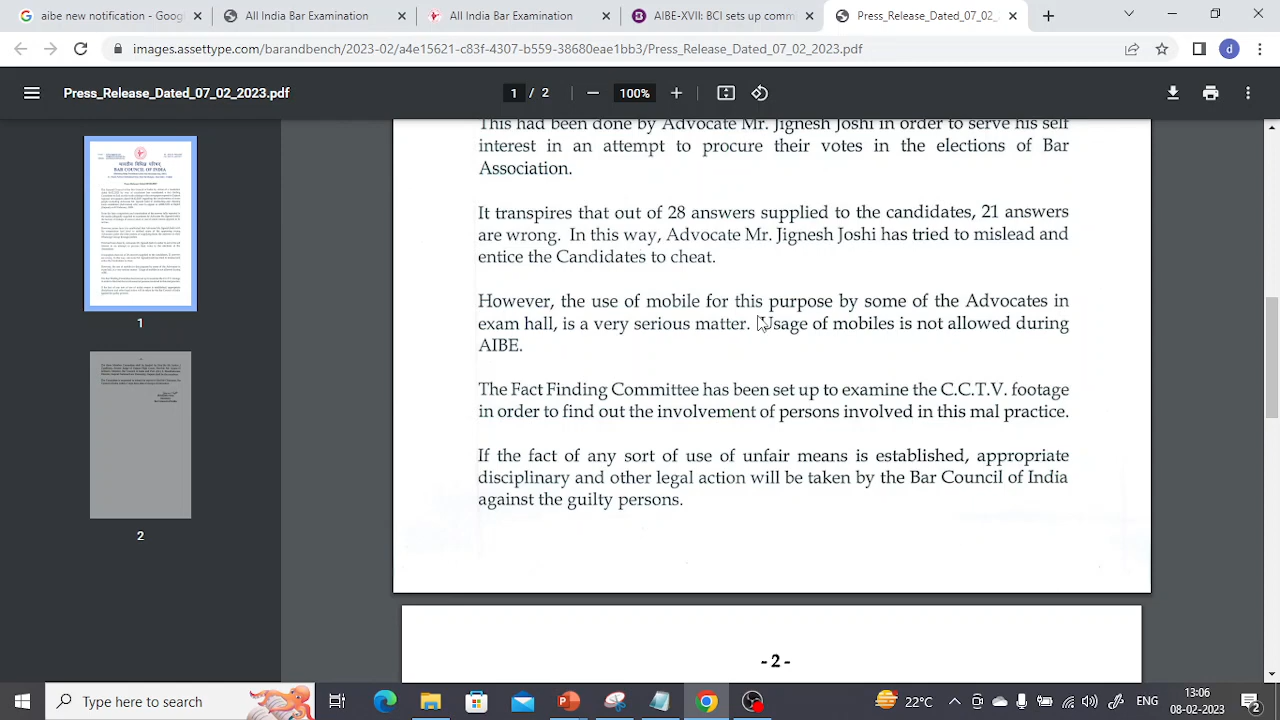 aibe new notification - Googl
All India Bar Examination
All India Bar Examination
AIBE-XVII: BCI sets up comm
Press_Release_Dated_07_02_
images.assettype.com/barandbench/2023-02/a4e15621-c83f-4307-b559-38680eae1bb3/Press_Release_Dated_07_02_2023.pdf
d
Press_Release_Dated_07_02_2023.pdf
1 / 2
100%
This had been done by Advocate Mr. Jignesh Joshi in order to serve his self
interest in an attempt to procure their votes in the elections of Bar
Association.
It transpires that out of 28 answers supplied to the candidates, 21 answers
are wrong. In this way, Advocate Mr. Jignesh Joshi has tried to mislead and
entice the Candidates to cheat.
However, the use of mobile for this purpose by some of the Advocates in
exam hall, is a very serious matter. Usage of mobiles is not allowed during
AIBE.
The Fact Finding Committee has been set up to examine the C.C.T.V. footage
in order to find out the involvement of persons involved in this mal practice.
If the fact of any sort of use of unfair means is established, appropriate
disciplinary and other legal action will be taken by the Bar Council of India
against the guilty persons.
- 2 -
भारतीय विधिज्ञ परिषद्
BAR COUNCIL OF INDIA
1
2
Type here to search
22°C
ENG
13:06
08-02-2023
2